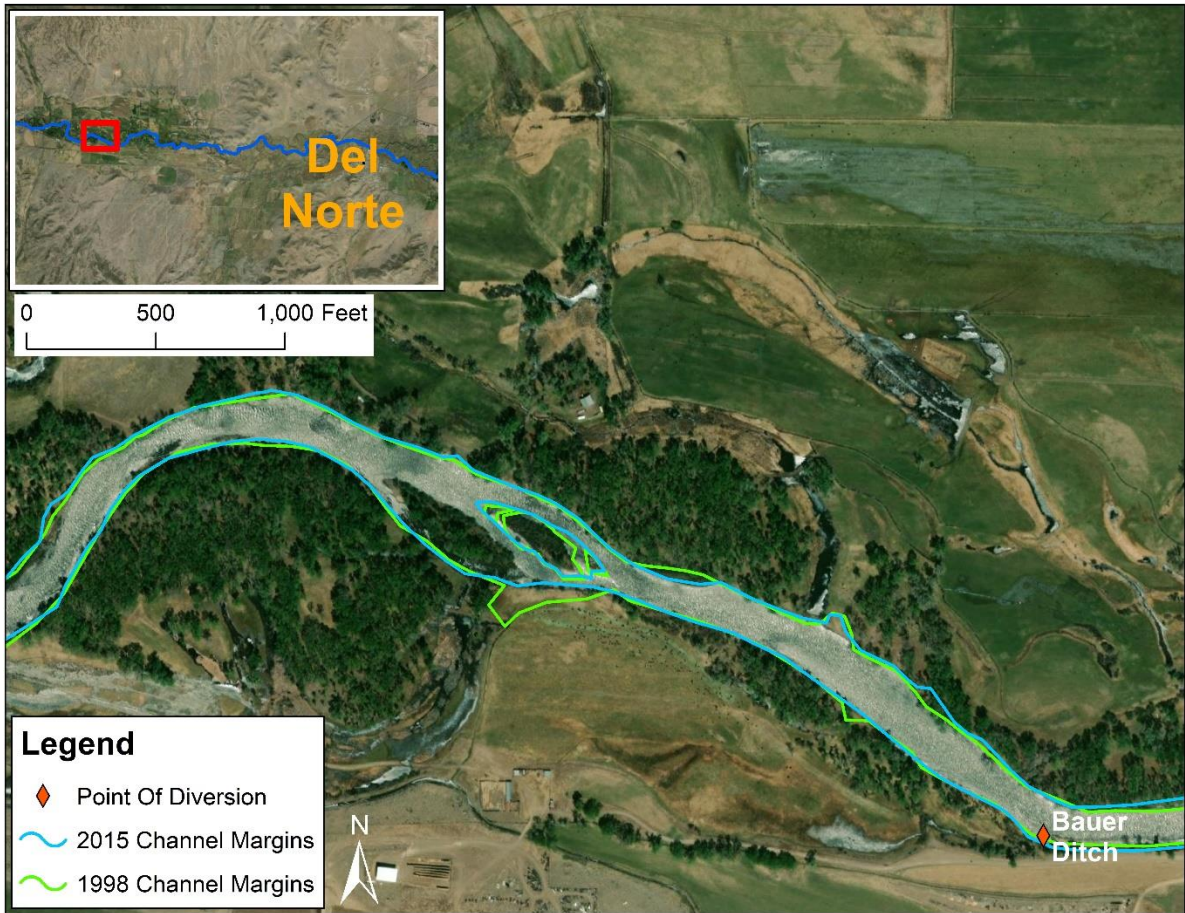 Del
Norte
0 500 1,000 Feet
Legend
Point Of Diversion
2015 Channel Margins
1998 Channel Margins
N
Bauer
Ditch